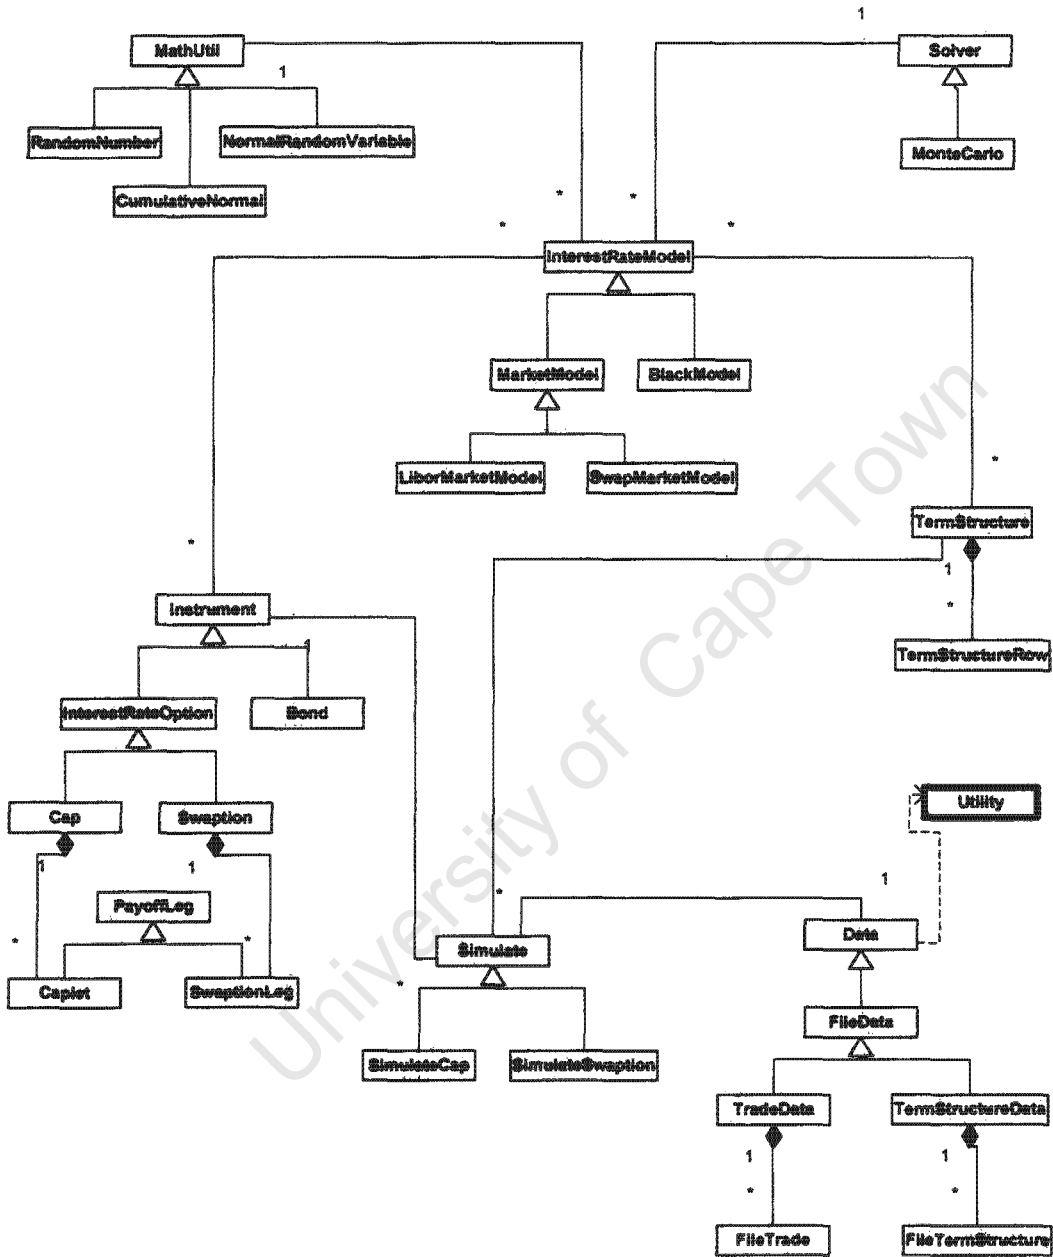 1
MathUtil
Solver
1
RandomNumber
NormalRandomVariable
MonteCarlo
CumulativeNormal
*
*
*
*
InterestRateModel
MarketModel
BlackModel
LiborMarketModel
SwapMarketModel
*
TermStructure
*
1
Instrument
*
1
TermStructureRow
InterestRateOption
Bond
Utility
Cap
Swaption
1
1
1
*
PayoffLeg
*
*
Data
Simulate
Caplet
SwaptionLeg
*
FileData
SimulateCap
SimulateSwaption
TradeData
TermStructureData
1
1
*
*
FileTrade
FileTermStructure
University of Cape Town